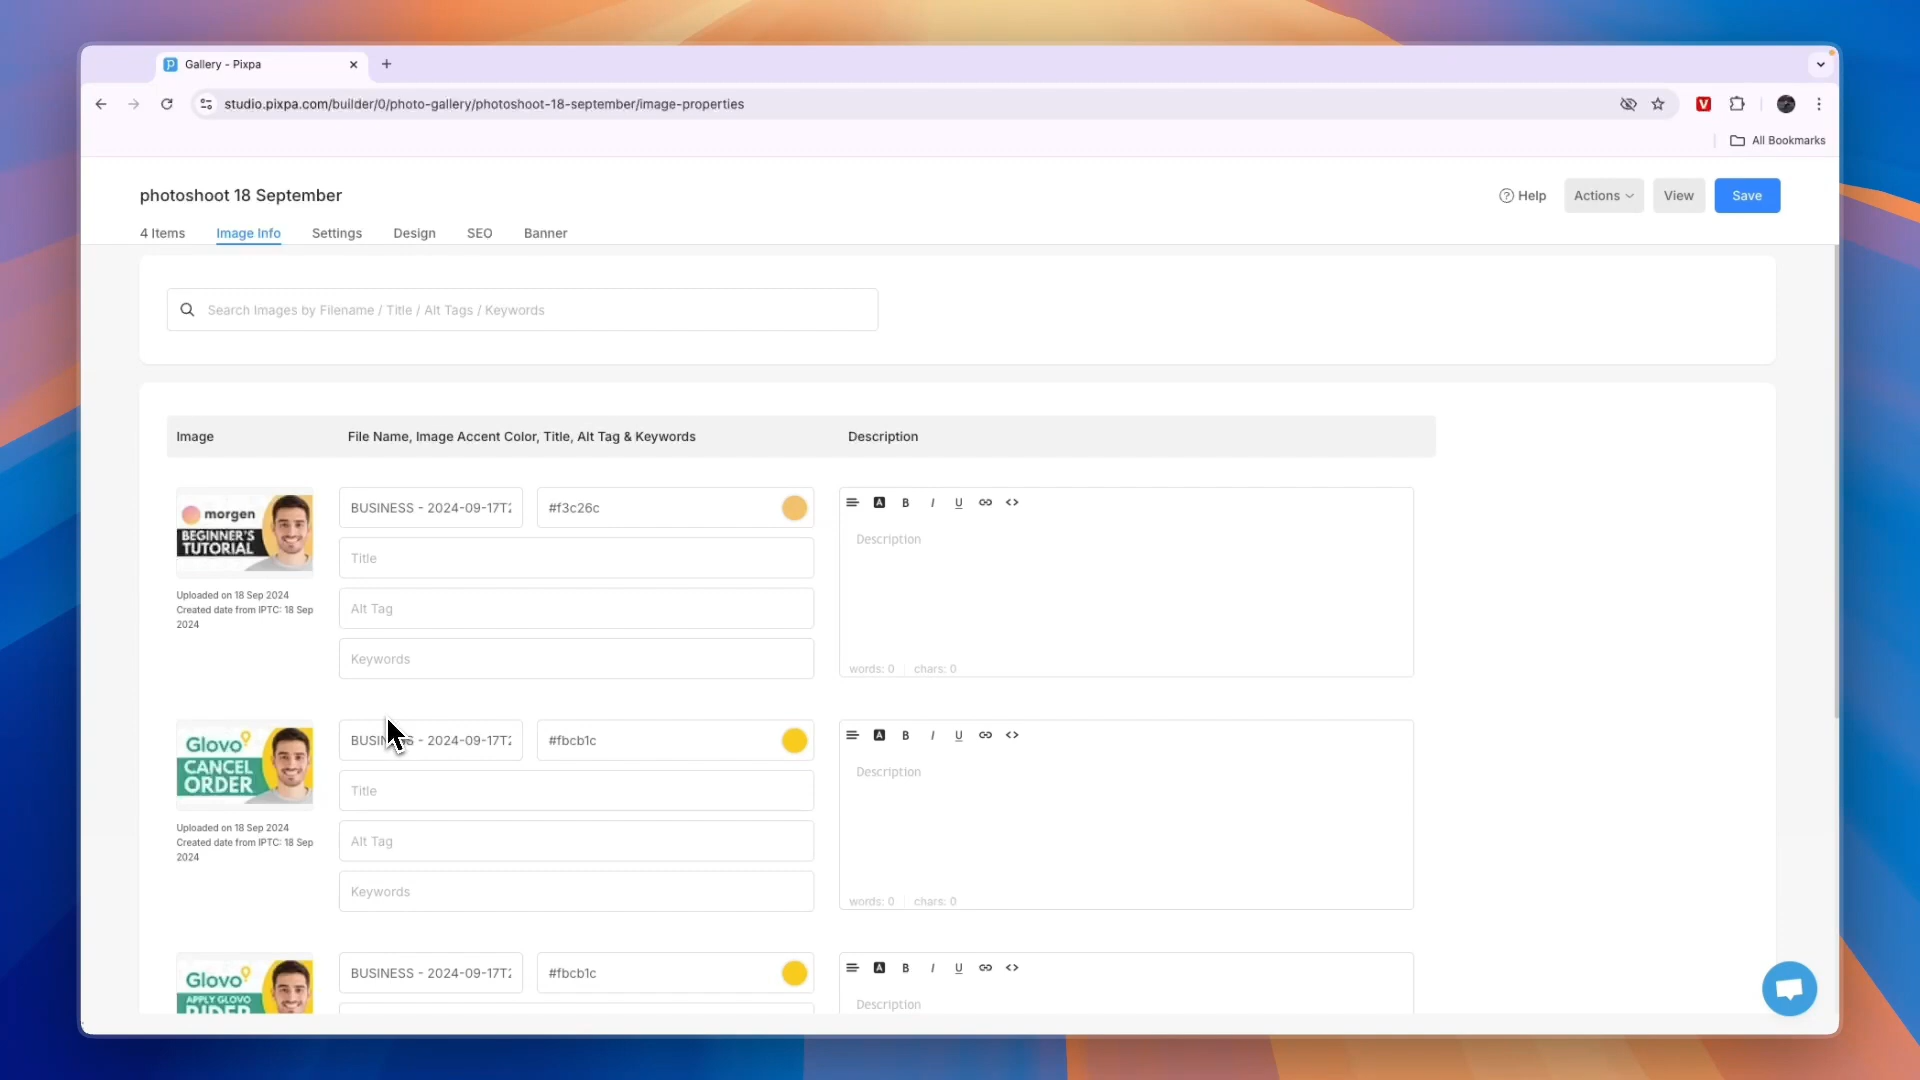 Gallery - Pixpa
studio.pixpa.com/builder/0/photo-gallery/photoshoot-18-september/image-properties
All Bookmarks
photoshoot 18 September
Help
Actions
View
Save
4 Items
Image Info
Settings
Design
SEO
Banner
Search Images by Filename / Title / Alt Tags / Keywords
Image
File Name, Image Accent Color, Title, Alt Tag & Keywords
Description
morgen
BEGINNER'S
TUTORIAL
Uploaded on 18 Sep 2024
Created date from IPTC: 18 Sep
2024
BUSINESS - 2024-09-17T
#f3c26c
Title
Alt Tag
Keywords
B I U
Description
words: 0 chars: 0
Glovo
CANCEL
ORDER
Uploaded on 18 Sep 2024
Created date from IPTC: 18 Sep
2024
- 2024-09-17T
#fbcb1c
Title
Alt Tag
Keywords
B I U
Description
words: 0 chars: 0
Glovo
APPLY GLOVO
RIDER
BUSINESS - 2024-09-17T
#fbcb1c
B I U
Description